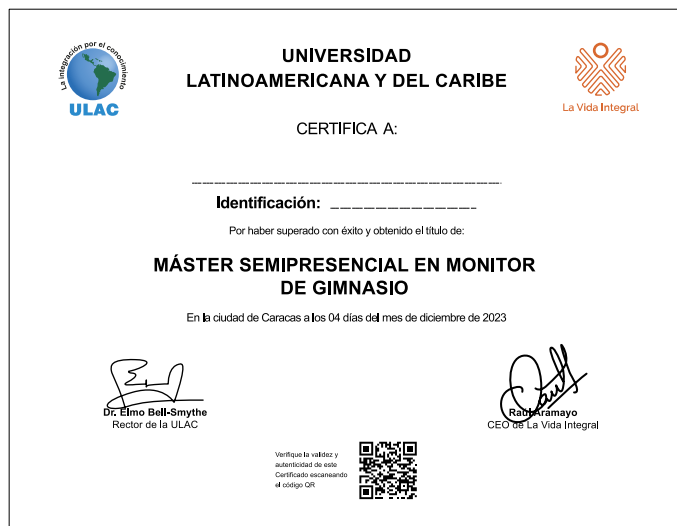 La integración por el conocimiento
ULAC
UNIVERSIDAD
LATINOAMERICANA Y DEL CARIBE
La Vida Integral
CERTIFICA A:
Identificación:
Por haber superado con éxito y obtenido el título de:
MÁSTER SEMIPRESENCIAL EN MONITOR
DE GIMNASIO
En la ciudad de Caracas a los 04 días del mes de diciembre de 2023
Dr. Elmo Bell-Smythe
Rector de la ULAC
Raúl Aramayo
CEO de La Vida Integral
Verifique la validez y
autenticidad de este
Certificado escaneando
el código QR